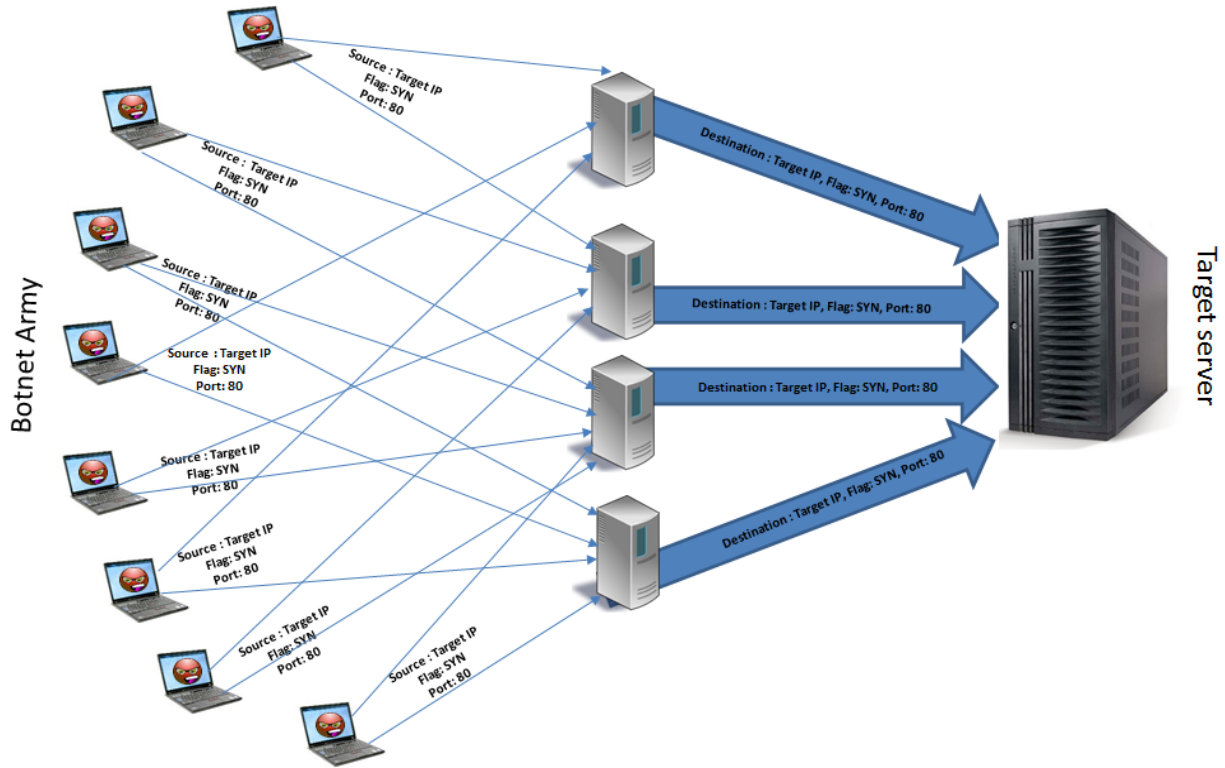 Source : Target IP
Flag: SYN
Port: 80
Source : Target IP
Flag: SYN
Port: 80
Source : Target IP
Flag: SYN
Port: 80
Source : Target IP
Flag: SYN
Port: 80
Source : Target IP
Flag: SYN
Port: 80
Source : Target IP
Flag: SYN
Port: 80
Source : Target IP
Flag: SYN
Port: 80
Source : Target IP
Flag: SYN
Port: 80
Botnet Army
Destination : Target IP, Flag: SYN, Port: 80
Destination : Target IP, Flag: SYN, Port: 80
Destination : Target IP, Flag: SYN, Port: 80
Destination : Target IP, Flag: SYN, Port: 80
Target server